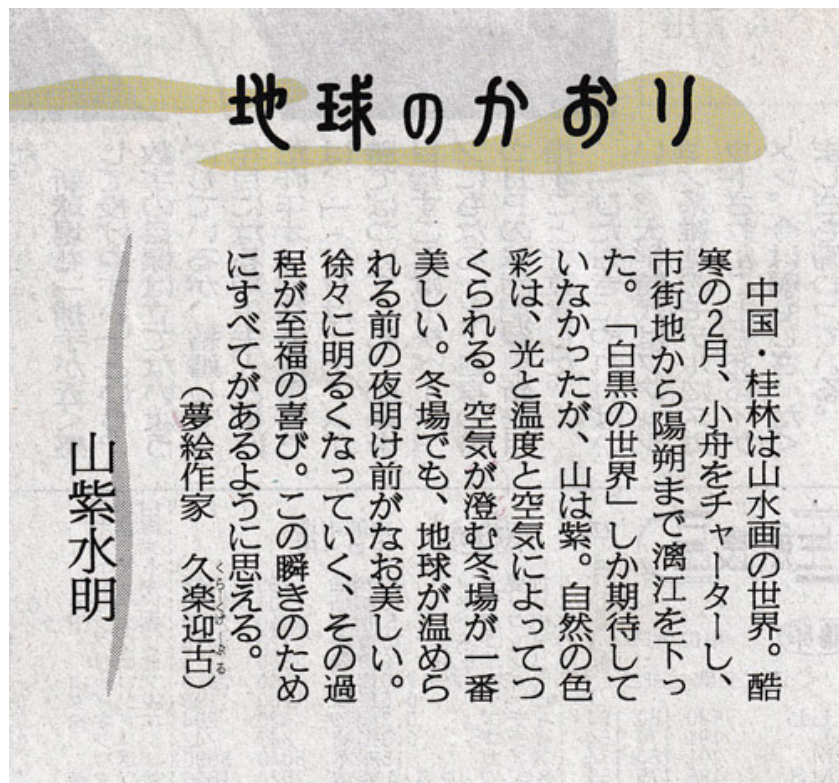 地球のかおり
中国・桂林は山水画の世界。酷
寒の2月、小舟をチャーターし、
市街地から陽朔まで漓江を下っ
た。「白黒の世界」しか期待して
いなかったが、山は紫。自然の色
彩は、光と温度と空気によってつ
くられる。空気が澄む冬場が一番
美しい。冬場でも、地球が温めら
れる前の夜明け前がなお美しい。
徐々に明るくなっていく、その過
程が至福の喜び。この瞬きのため
にすべてがあるように思える。
くらーくげーぶる
（夢絵作家　久楽迎古）
山紫水明